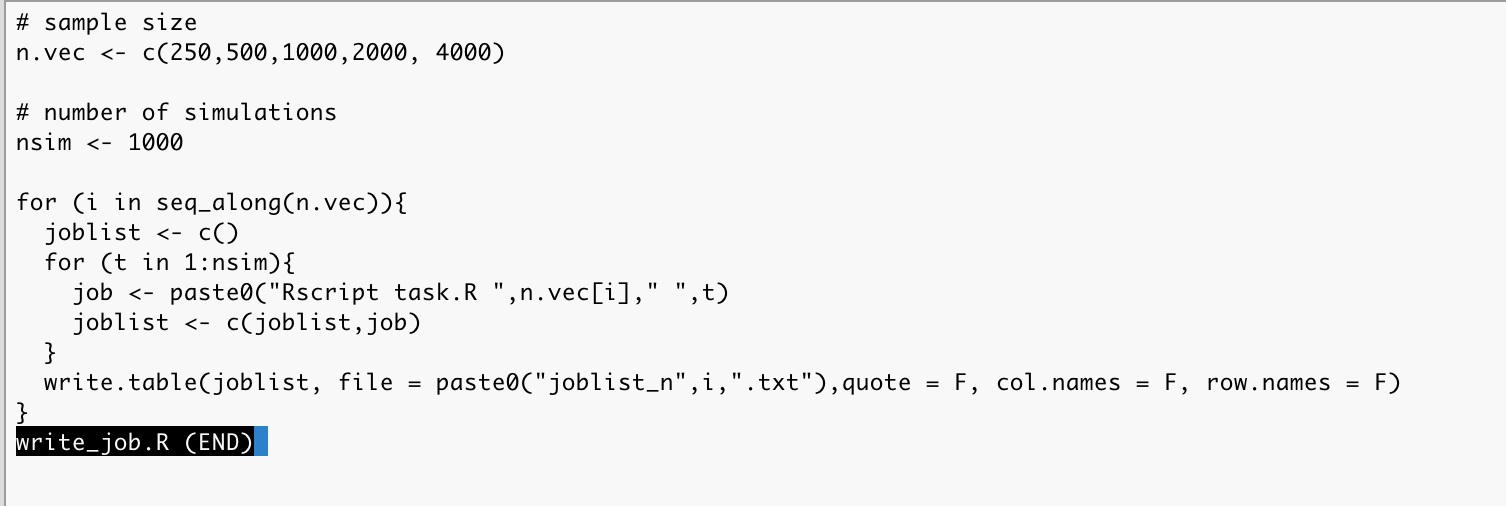 # sample size
n.vec <- c(250,500,1000,2000, 4000)
# number of simulations
nsim <- 1000
for (i in seq_along(n.vec)){
  joblist <- c()
  for (t in 1:nsim){
    job <- paste0("Rscript task.R ",n.vec[i]," ",t)
    joblist <- c(joblist,job)
  }
  write.table(joblist, file = paste0("joblist_n",i,".txt"),quote = F, col.names = F, row.names = F)
}
write_job.R (END)